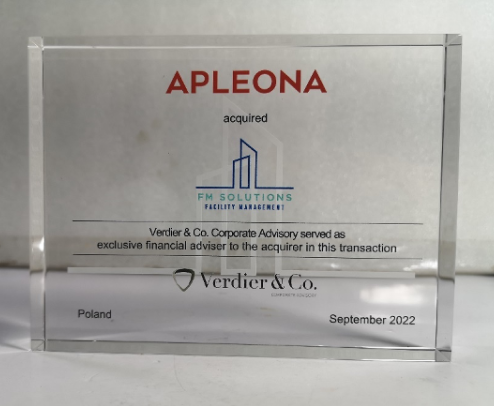 APLEONA
acquired
FM SOLUTIONS
FACILITY MANAGEMENT
Verdier & Co. Corporate Advisory served as
exclusive financial adviser to the acquirer in this transaction
Verdier & Co.
Poland
September 2022